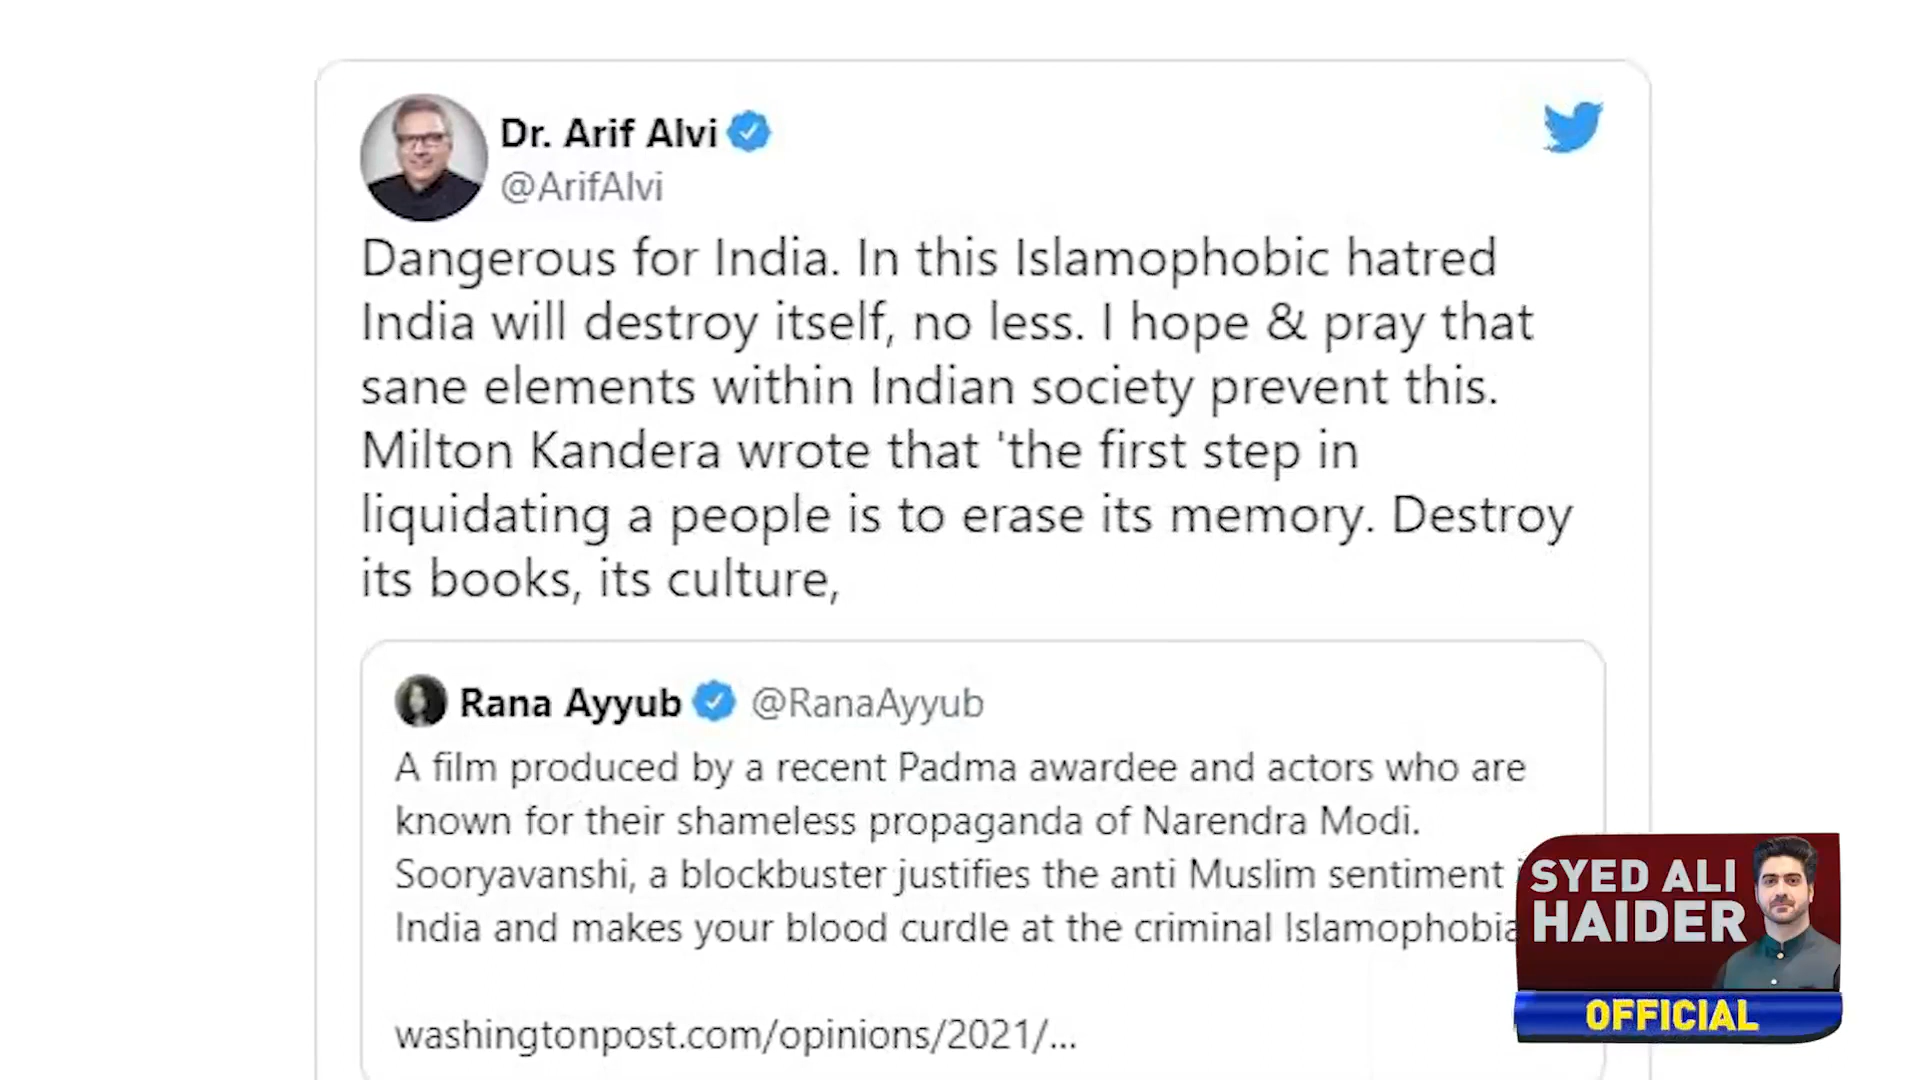 Dr. Arif Alvi
@ArifAlvi
Dangerous for India. In this Islamophobic hatred
India will destroy itself, no less. I hope & pray that
sane elements within Indian society prevent this.
Milton Kandera wrote that 'the first step in
liquidating a people is to erase its memory. Destroy
its books, its culture,
Rana Ayyub @RanaAyyub
A film produced by a recent Padma awardee and actors who are
known for their shameless propaganda of Narendra Modi.
Sooryavanshi, a blockbuster justifies the anti Muslim sentiment
India and makes your blood curdle at the criminal Islamophobia
washingtonpost.com/opinions/2021/...
SYED ALI
HAIDER
OFFICIAL